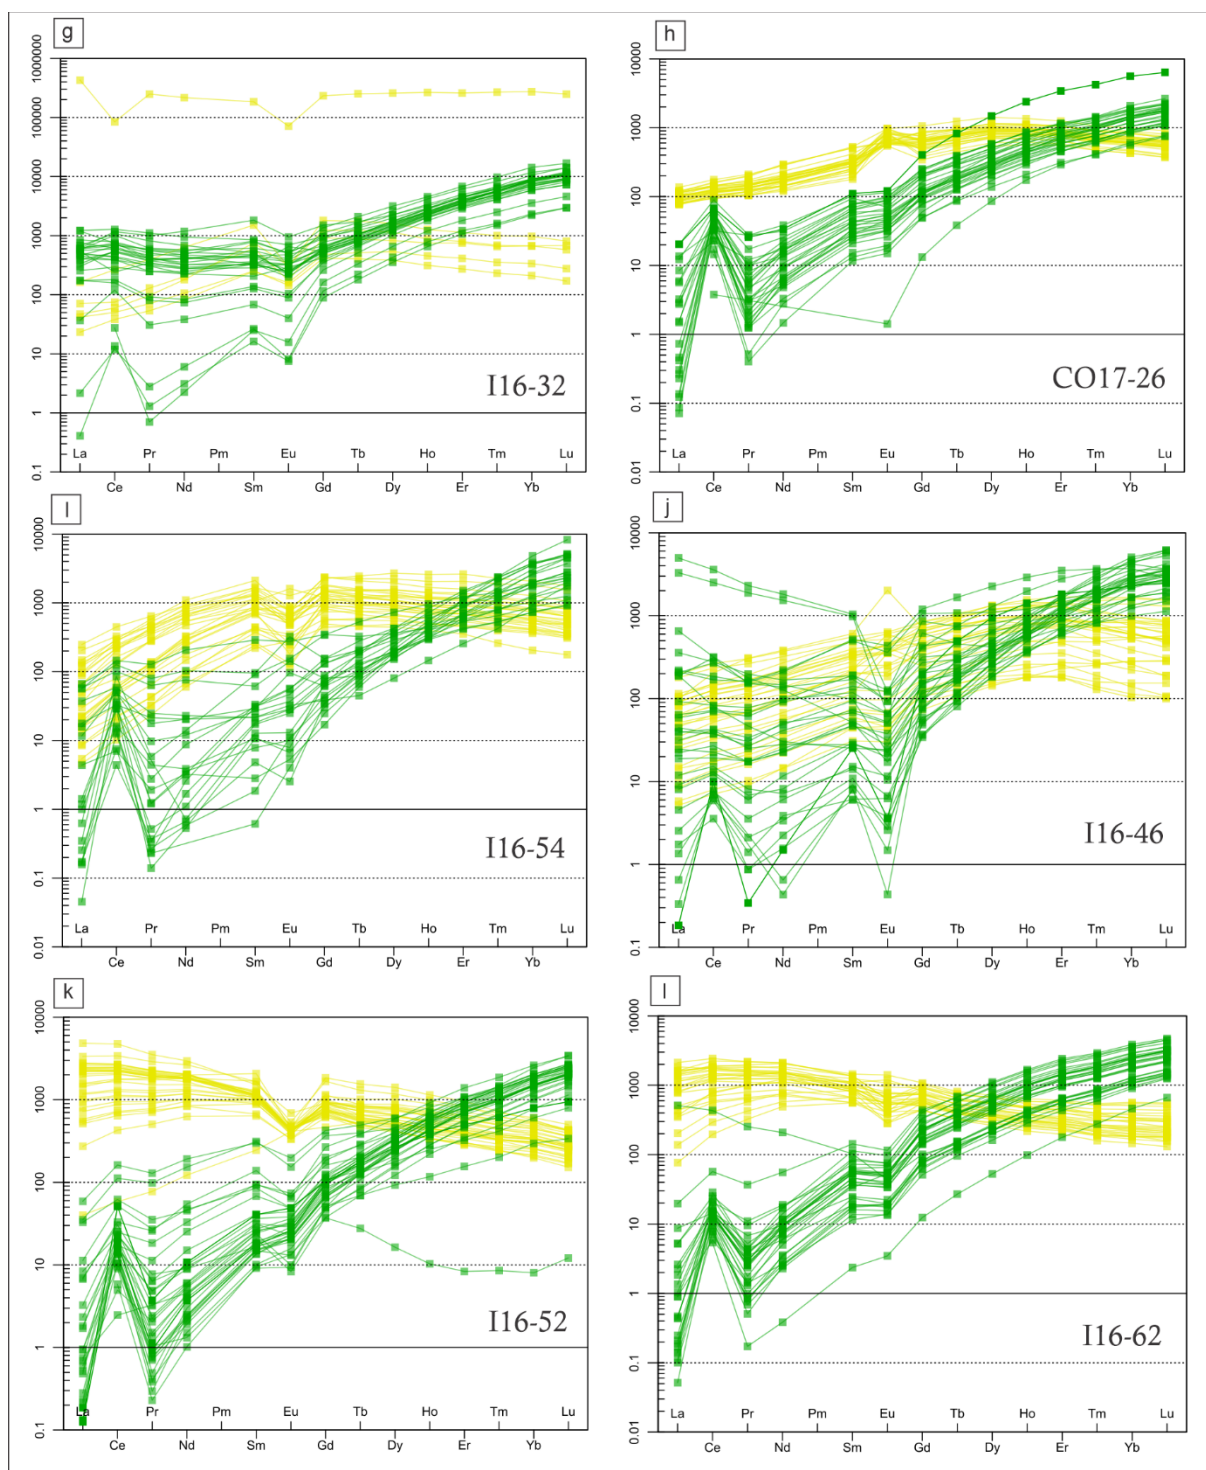 g
1000000
100000
10000
1000
100
10
1
0.1
I16-32
La Pr Pm Eu Tb Ho Tm Lu
Ce Nd Sm Gd Dy Er Yb
h
10000
1000
100
10
1
0.1
0.01
CO17-26
La Pr Pm Eu Tb Ho Tm Lu
Ce Nd Sm Gd Dy Er Yb
l
10000
1000
100
10
1
0.1
0.01
I16-54
La Pr Pm Eu Tb Ho Tm Lu
Ce Nd Sm Gd Dy Er Yb
j
10000
1000
100
10
1
0.1
I16-46
La Pr Pm Eu Tb Ho Tm Lu
Ce Nd Sm Gd Dy Er Yb
k
10000
1000
100
10
1
0.1
I16-52
La Pr Pm Eu Tb Ho Tm Lu
Ce Nd Sm Gd Dy Er Yb
l
10000
1000
100
10
1
0.1
0.01
I16-62
La Pr Pm Eu Tb Ho Tm Lu
Ce Nd Sm Gd Dy Er Yb